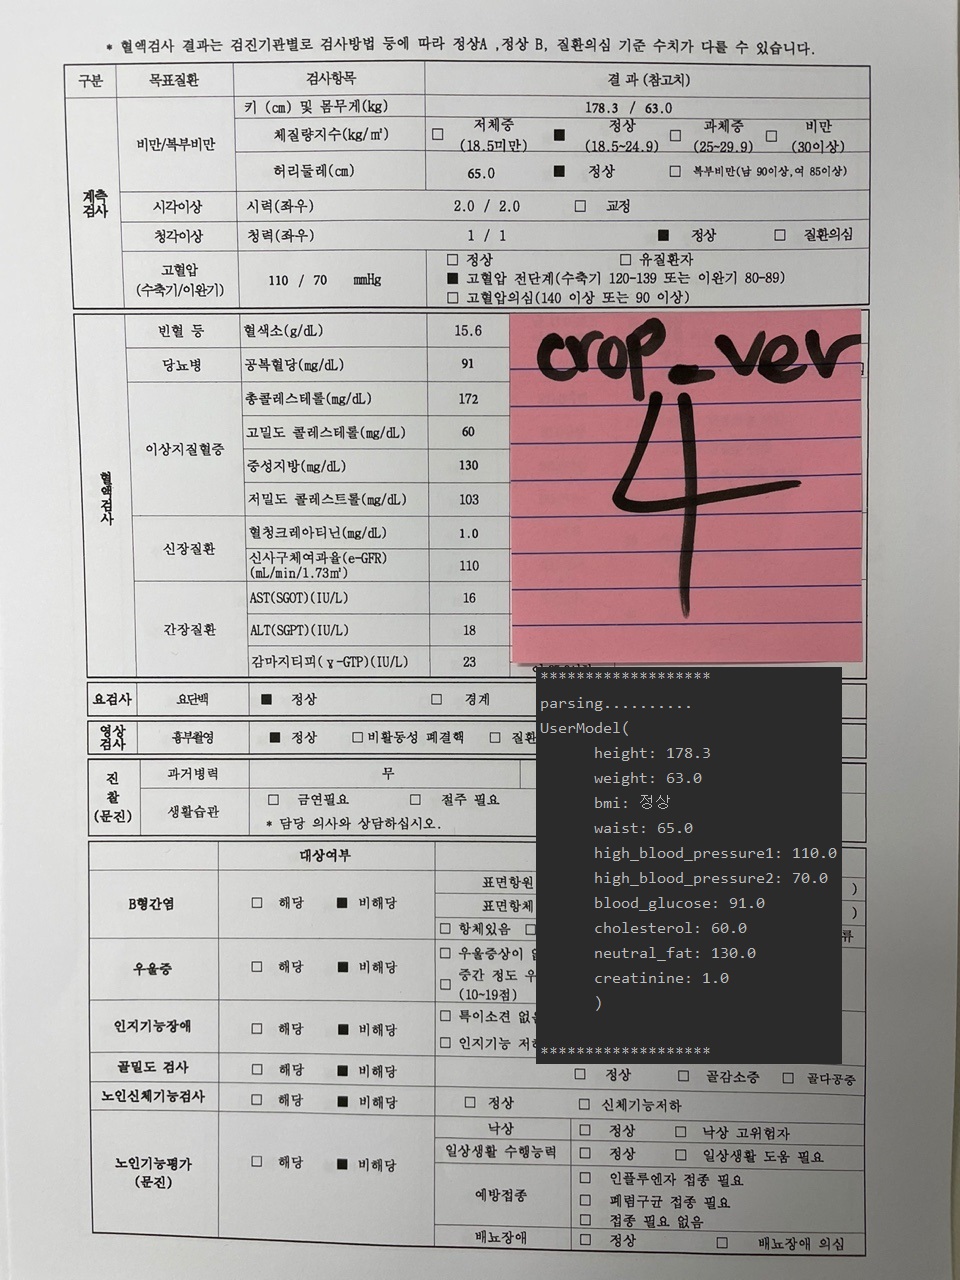 * 혈액검사 결과는 검진기관별로 검사방법 등에 따라 정상A ,정상 B, 질환의심 기준 수치가 다를 수 있습니다.
구분 목표질환 검사항목 결 과 (참고치)
계측검사
비만/복부비만
키 (cm) 및 몸무게(kg) 178.3 / 63.0
체질량지수(kg/㎡) □ 저체중 (18.5미만) ■ 정상 (18.5~24.9) □ 과체중 (25~29.9) □ 비만 (30이상)
허리둘레(cm) 65.0 ■ 정상 □ 복부비만(남 90이상,여 85이상)
시각이상 시력(좌우) 2.0 / 2.0 □ 교정
청각이상 청력(좌우) 1 / 1 ■ 정상 □ 질환의심
고혈압 (수축기/이완기) 110 / 70 mmHg
□ 정상 □ 유질환자
■ 고혈압 전단계(수축기 120-139 또는 이완기 80-89)
□ 고혈압의심(140 이상 또는 90 이상)
혈액검사
빈혈 등 혈색소(g/dL) 15.6
당뇨병 공복혈당(mg/dL) 91
이상지질혈증
총콜레스테롤(mg/dL) 172
고밀도 콜레스테롤(mg/dL) 60
중성지방(mg/dL) 130
저밀도 콜레스트롤(mg/dL) 103
신장질환
혈청크레아티닌(mg/dL) 1.0
신사구체여과율(e-GFR) (mL/min/1.73㎡) 110
간장질환
AST(SGOT)(IU/L) 16
ALT(SGPT)(IU/L) 18
감마지티피(γ-GTP)(IU/L) 23
crop_ver
4
요검사 요단백 ■ 정상 □ 경계
영상검사 흉부촬영 ■ 정상 □ 비활동성 폐결핵 □ 질환
진찰(문진)
과거병력 무
생활습관 □ 금연필요 □ 절주 필요
* 담당 의사와 상담하십시오.
*******************
parsing..........
UserModel(
height: 178.3
weight: 63.0
bmi: 정상
waist: 65.0
high_blood_pressure1: 110.0
high_blood_pressure2: 70.0
blood_glucose: 91.0
cholesterol: 60.0
neutral_fat: 130.0
creatinine: 1.0
)
*******************
대상여부
B형간염 □ 해당 ■ 비해당
표면항원 )
표면항체 )
□ 항체있음 □ 류
우울증 □ 해당 ■ 비해당
□ 우울증상이
□ 중간 정도 우
(10~19점)
인지기능장애 □ 해당 ■ 비해당
□ 특이소견 없
□ 인지기능 저
골밀도 검사 □ 해당 ■ 비해당 □ 정상 □ 골감소증 □ 골다공증
노인신체기능검사 □ 해당 ■ 비해당 □ 정상 □ 신체기능저하
노인기능평가 (문진) □ 해당 ■ 비해당
낙상 □ 정상 □ 낙상 고위험자
일상생활 수행능력 □ 정상 □ 일상생활 도움 필요
예방접종
□ 인플루엔자 접종 필요
□ 폐렴구균 접종 필요
□ 접종 필요 없음
배뇨장애 □ 정상 □ 배뇨장애 의심